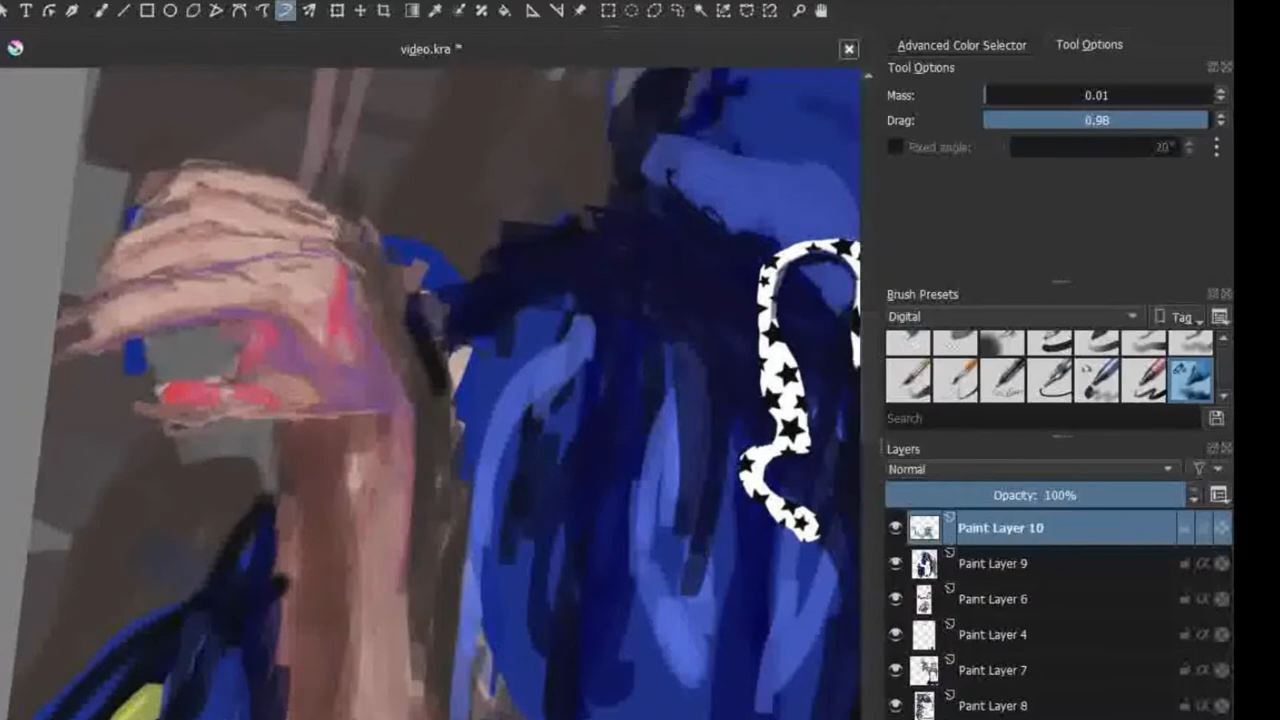 video.kra *
Advanced Color Selector
Tool Options
Tool Options
Mass:
0.01
Drag:
0.98
Fixed angle:
20°
Brush Presets
Digital
Tag
Search
Layers
Normal
Opacity: 100%
Paint Layer 10
Paint Layer 9
Paint Layer 6
Paint Layer 4
Paint Layer 7
Paint Layer 8